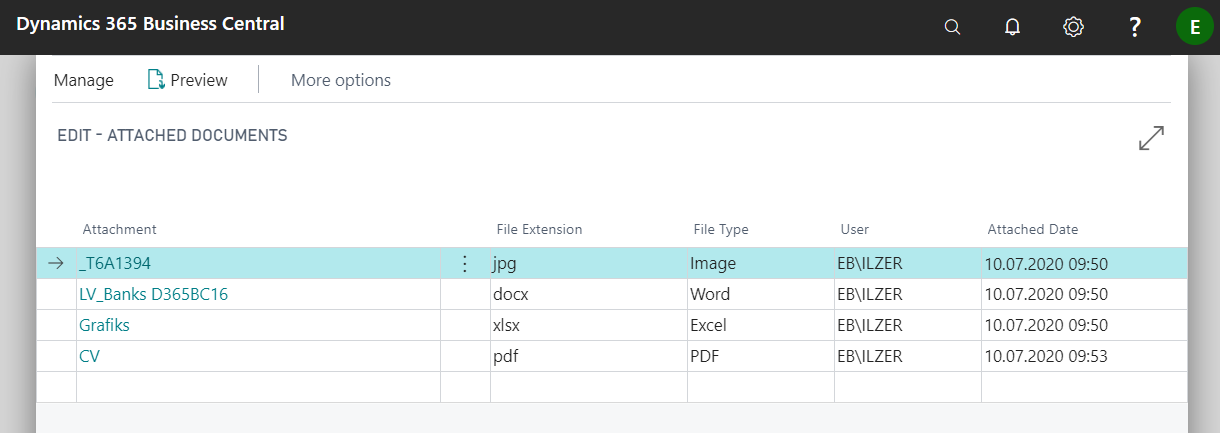 Dynamics 365 Business Central
?
E
Manage Preview More options
EDIT - ATTACHED DOCUMENTS
Attachment File Extension File Type User Attached Date
_T6A1394 jpg Image EB\ILZER 10.07.2020 09:50
LV_Banks D365BC16 docx Word EB\ILZER 10.07.2020 09:50
Grafiks xlsx Excel EB\ILZER 10.07.2020 09:50
CV pdf PDF EB\ILZER 10.07.2020 09:53